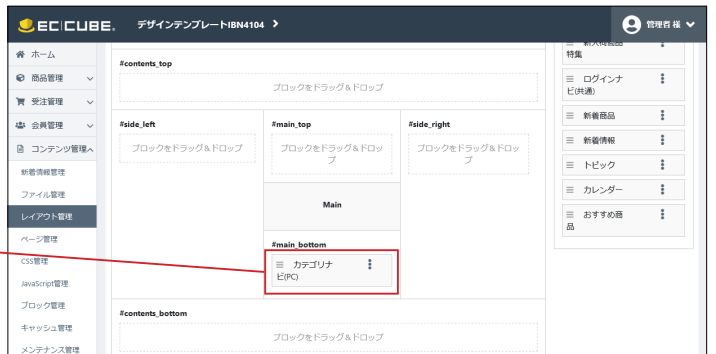 EC CUBE. デザインテンプレートIBN4104 管理者 様
ホーム
商品管理
受注管理
会員管理
コンテンツ管理
新着情報管理
ファイル管理
レイアウト管理
ページ管理
CSS管理
JavaScript管理
ブロック管理
キャッシュ管理
メンテナンス管理
#contents_top
ブロックをドラッグ&ドロップ
#side_left
ブロックをドラッグ&ドロップ
#main_top
ブロックをドラッグ&ドロッ
プ
#side_right
ブロックをドラッグ&ドロッ
プ
Main
#main_bottom
カテゴリナ
ビ(PC)
#contents_bottom
ブロックをドラッグ&ドロップ
特集
ログインナ
ビ(共通)
新着商品
新着情報
トピック
カレンダー
おすすめ商
品